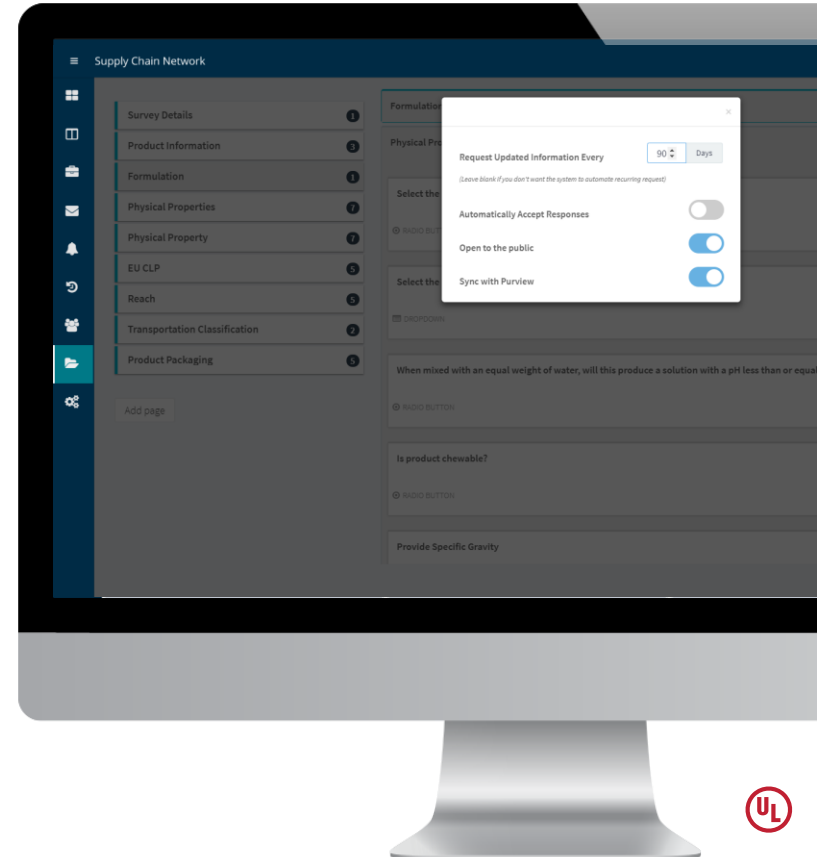 Supply Chain Network
Survey Details 1
Product Information 3
Formulation 1
Physical Properties 7
Physical Property 7
EU CLP 5
Reach 5
Transportation Classification 2
Product Packaging 5
Add page
Formulation
Physical Pro
Select the
RADIO BUT
Select the
DROPDOWN
When mixed with an equal weight of water, will this produce a solution with a pH less than or equal
RADIO BUTTON
Is product chewable?
RADIO BUTTON
Provide Specific Gravity
×
Request Updated Information Every 90 Days
(Leave blank if you don't want the system to automate recurring request)
Automatically Accept Responses
Open to the public
Sync with Purview
UL